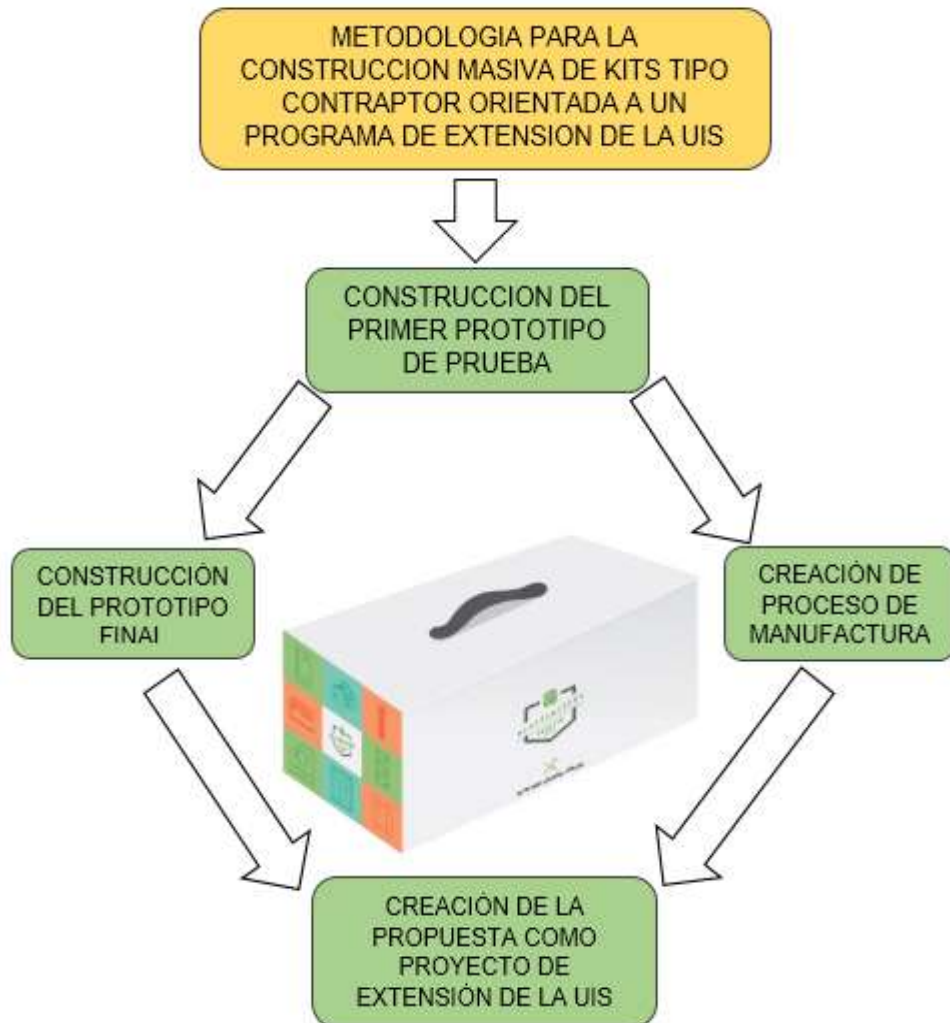 METODOLOGIA PARA LA
CONSTRUCCION MASIVA DE KITS TIPO
CONTRAPTOR ORIENTADA A UN
PROGRAMA DE EXTENSION DE LA UIS
CONSTRUCCION DEL
PRIMER PROTOTIPO
DE PRUEBA
CONSTRUCCIÓN
DEL PROTOTIPO
FINAl
CREACIÓN DE
PROCESO DE
MANUFACTURA
CREACIÓN DE LA
PROPUESTA COMO
PROYECTO DE
EXTENSIÓN DE LA UIS